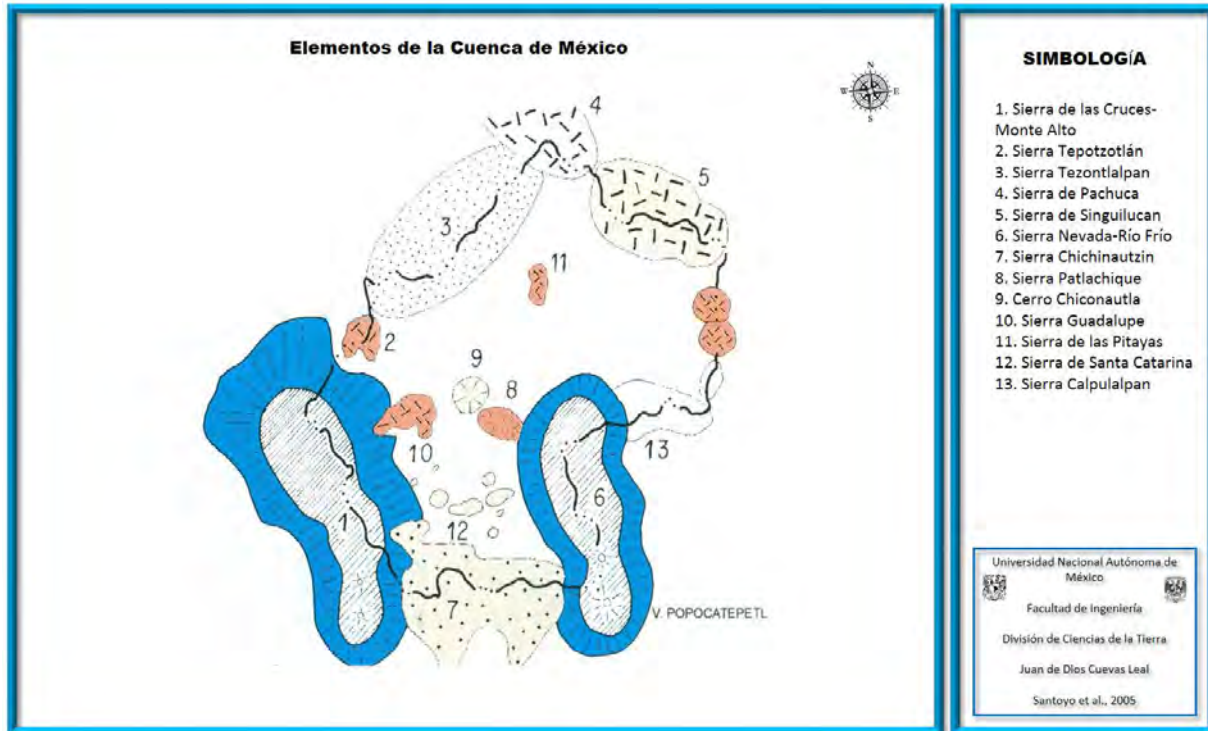 Elementos de la Cuenca de México
N
W
E
S
4
5
3
11
2
9
8
10
13
6
12
1
7
V. POPOCATEPETL
SIMBOLOGÍA
1. Sierra de las Cruces-
Monte Alto
2. Sierra Tepotzotlán
3. Sierra Tezontlalpan
4. Sierra de Pachuca
5. Sierra de Singuilucan
6. Sierra Nevada-Río Frío
7. Sierra Chichinautzin
8. Sierra Patlachique
9. Cerro Chiconautla
10. Sierra Guadalupe
11. Sierra de las Pitayas
12. Sierra de Santa Catarina
13. Sierra Calpulalpan
Universidad Nacional Autónoma de
México
Facultad de Ingeniería
División de Ciencias de la Tierra
Juan de Dios Cuevas Leal
Santoyo et al., 2005